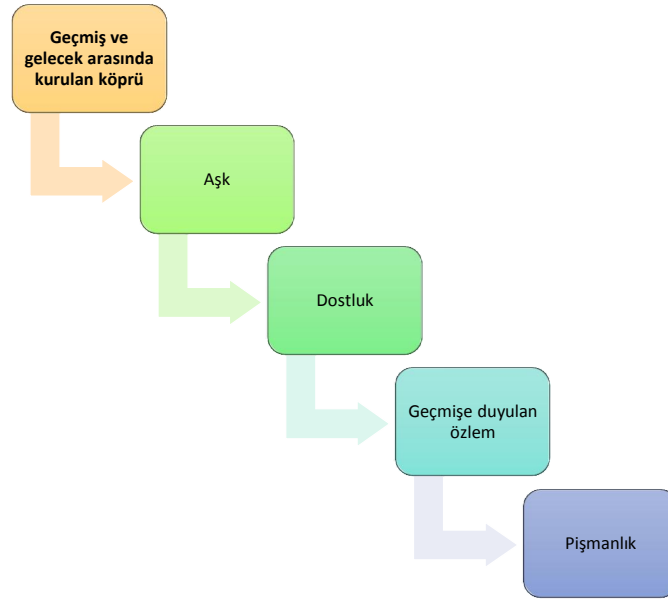 Geçmiş ve
gelecek arasında
kurulan köprü
Aşk
Dostluk
Geçmişe duyulan
özlem
Pişmanlık